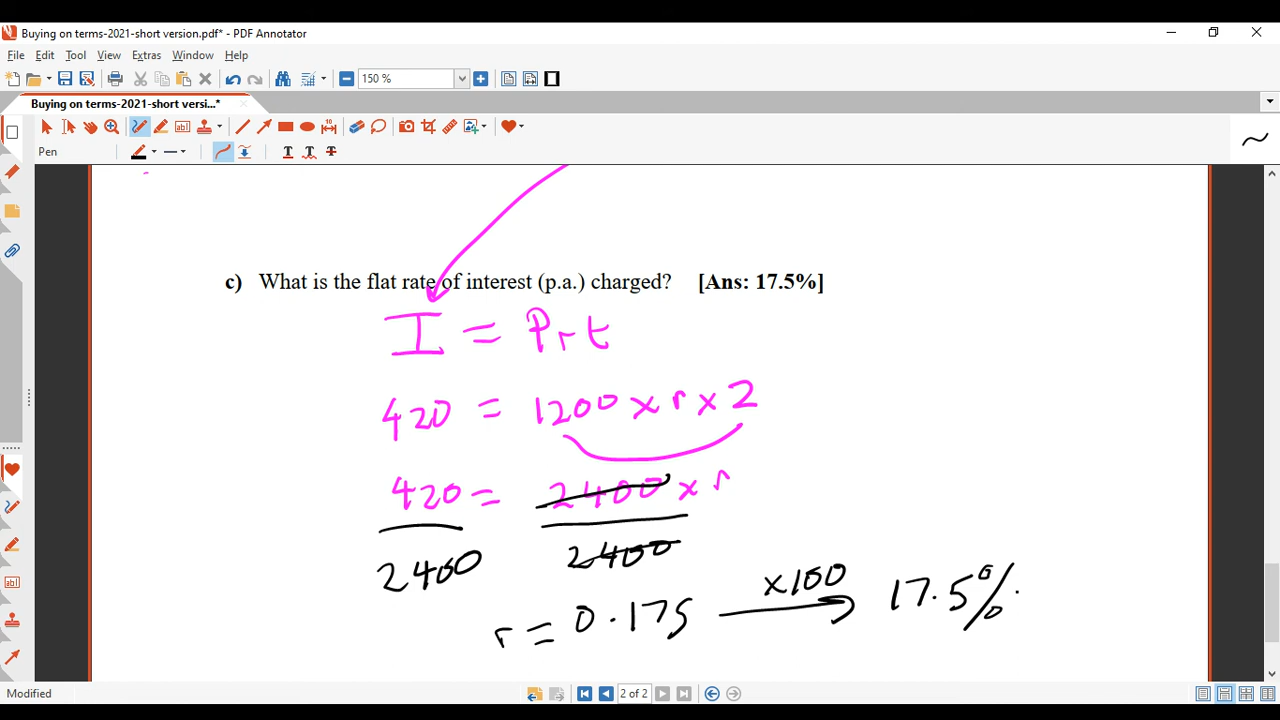 Buying on terms-2021-short version.pdf* - PDF Annotator
File Edit Tool View Extras Window Help
150 %
Buying on terms-2021-short versi...*
10
Pen
c) What is the flat rate of interest (p.a.) charged? [Ans: 17.5%]
I = Prt
420 = 1200 × r × 2
420 = 2400 × r
2400 2400
r = 0.175 ×100 17.5%.
Modified
2 of 2